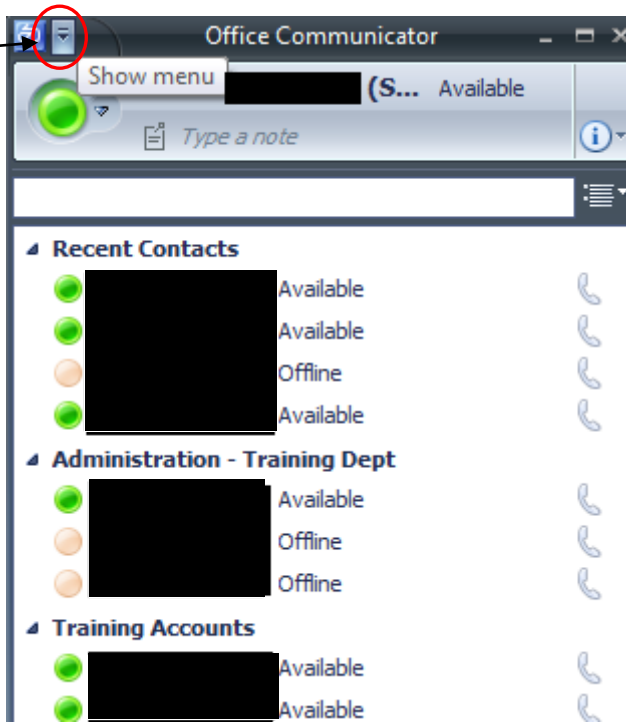 Office Communicator
Show menu
(S... Available
Type a note
Recent Contacts
Available
Available
Offline
Available
Administration - Training Dept
Available
Offline
Offline
Training Accounts
Available
Available